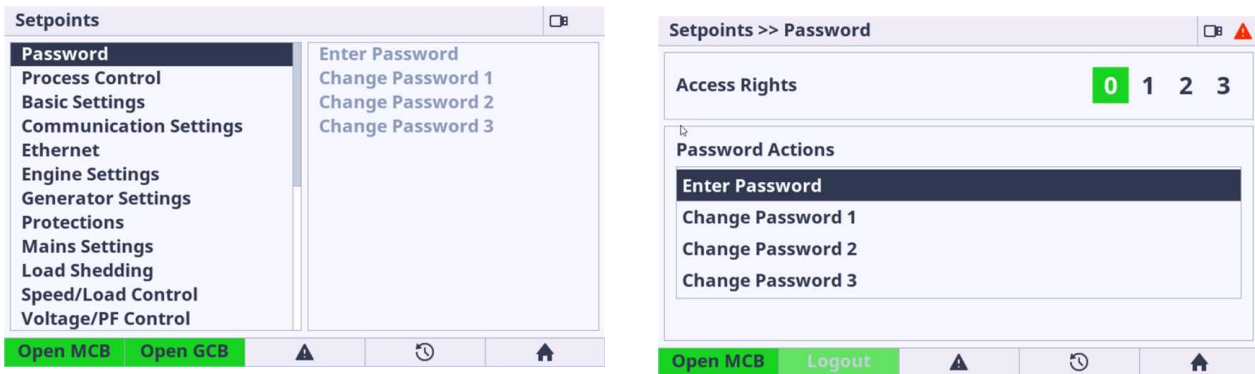 Setpoints
Password
Process Control
Basic Settings
Communication Settings
Ethernet
Engine Settings
Generator Settings
Protections
Mains Settings
Load Shedding
Speed/Load Control
Voltage/PF Control
Enter Password
Change Password 1
Change Password 2
Change Password 3
Open MCB Open GCB
Setpoints >> Password
Access Rights 0 1 2 3
Password Actions
Enter Password
Change Password 1
Change Password 2
Change Password 3
Open MCB Logout